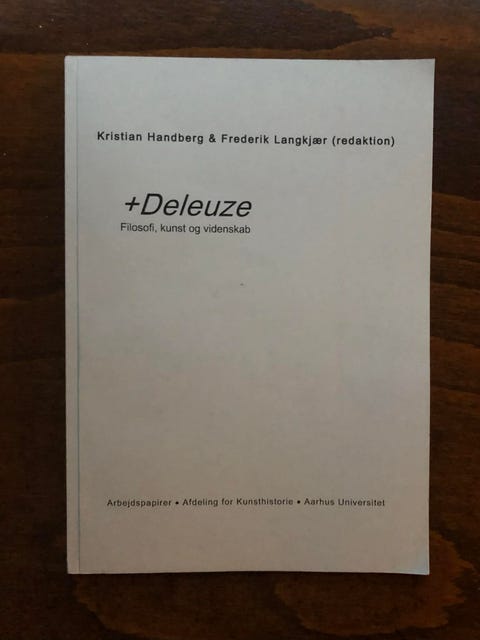 Kristian Handberg & Frederik Langkjær (redaktion)
+Deleuze
Filosofi, kunst og videnskab
Arbejdspapirer • Afdeling for Kunsthistorie • Aarhus Universitet